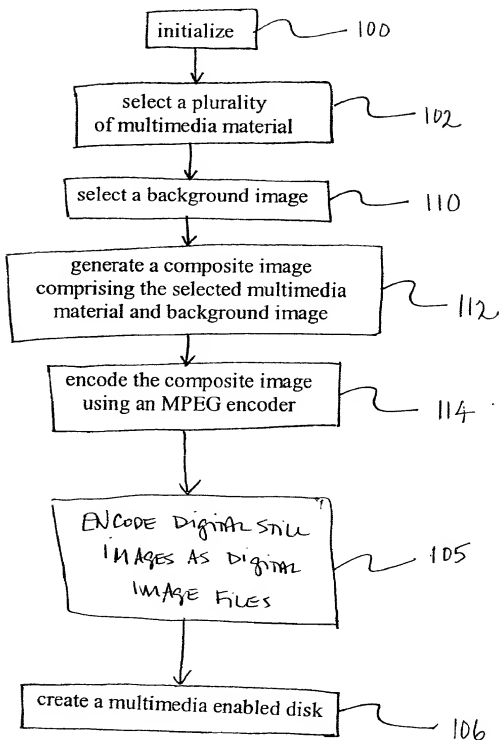 initialize
100
select a plurality
of multimedia material
102
select a background image
110
generate a composite image
comprising the selected multimedia
material and background image
112
encode the composite image
using an MPEG encoder
114
ENCODE DIGITAL STILL
IMAGES AS DIGITAL
IMAGE FILES
105
create a multimedia enabled disk
106